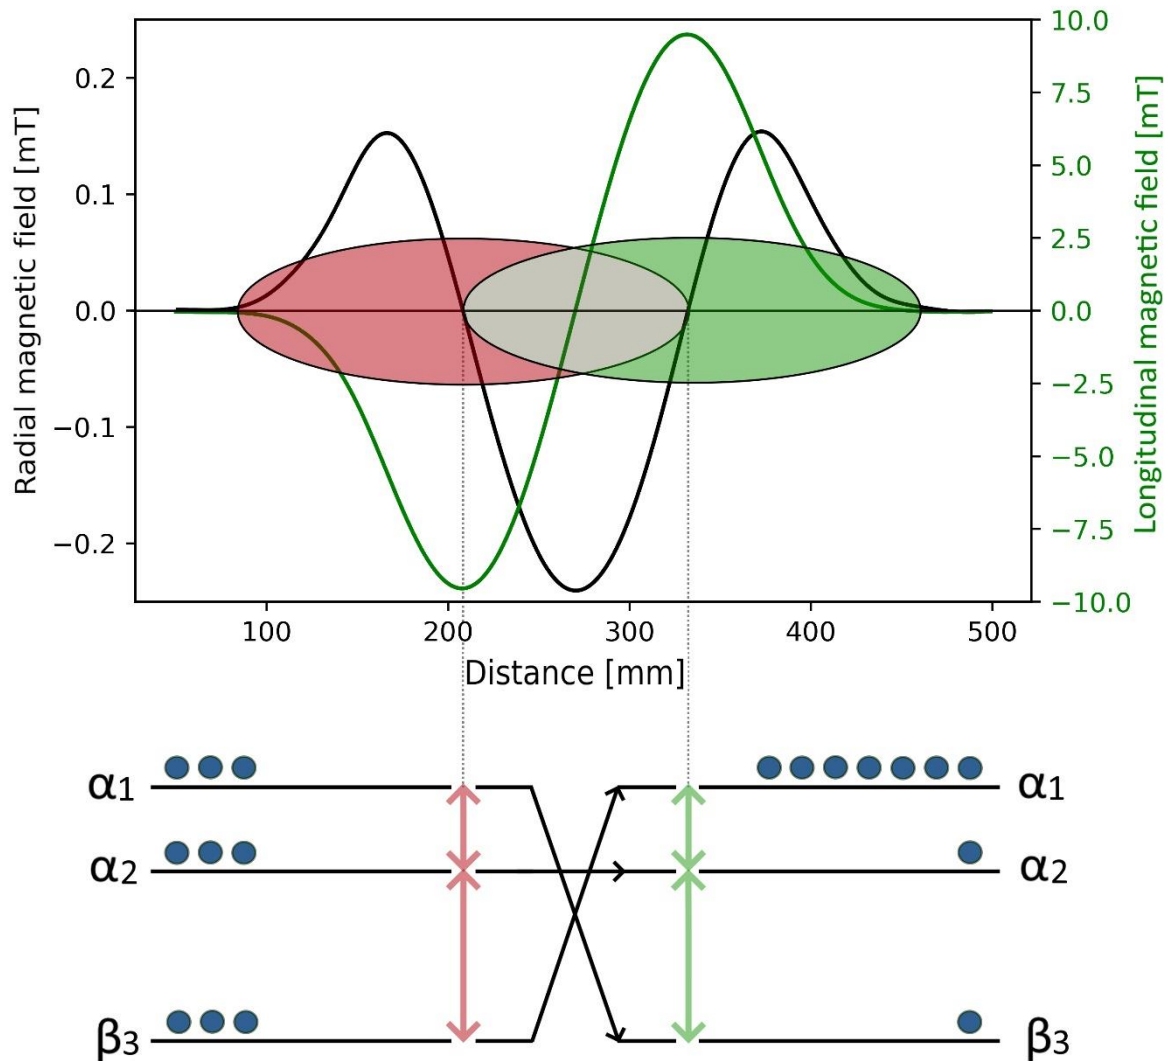 Radial magnetic field [mT]
0.2
0.1
0.0
−0.1
−0.2
10.0
7.5
5.0
2.5
0.0
−2.5
−5.0
−7.5
−10.0
Longitudinal magnetic field [mT]
100 200 300 400 500
Distance [mm]
α1 α1
α2 α2
β3 β3